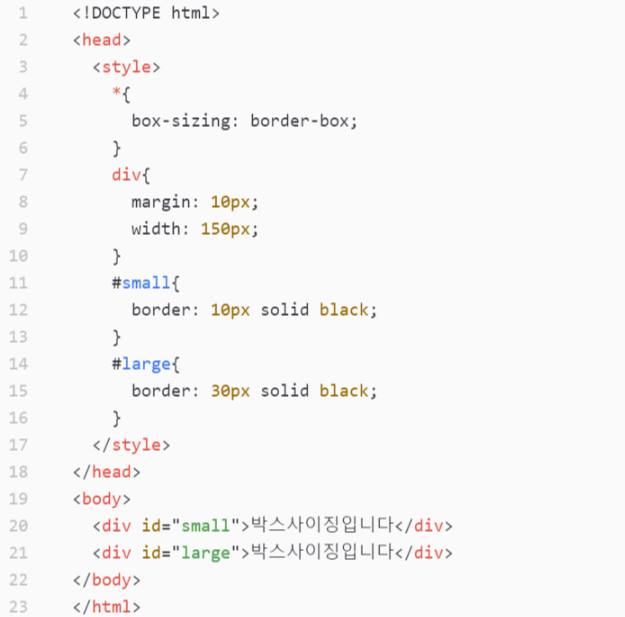 1 <!DOCTYPE html>
2 <head>
3 <style>
4 *{
5 box-sizing: border-box;
6 }
7 div{
8 margin: 10px;
9 width: 150px;
10 }
11 #small{
12 border: 10px solid black;
13 }
14 #large{
15 border: 30px solid black;
16 }
17 </style>
18 </head>
19 <body>
20 <div id="small">박스사이징입니다</div>
21 <div id="large">박스사이징입니다</div>
22 </body>
23 </html>